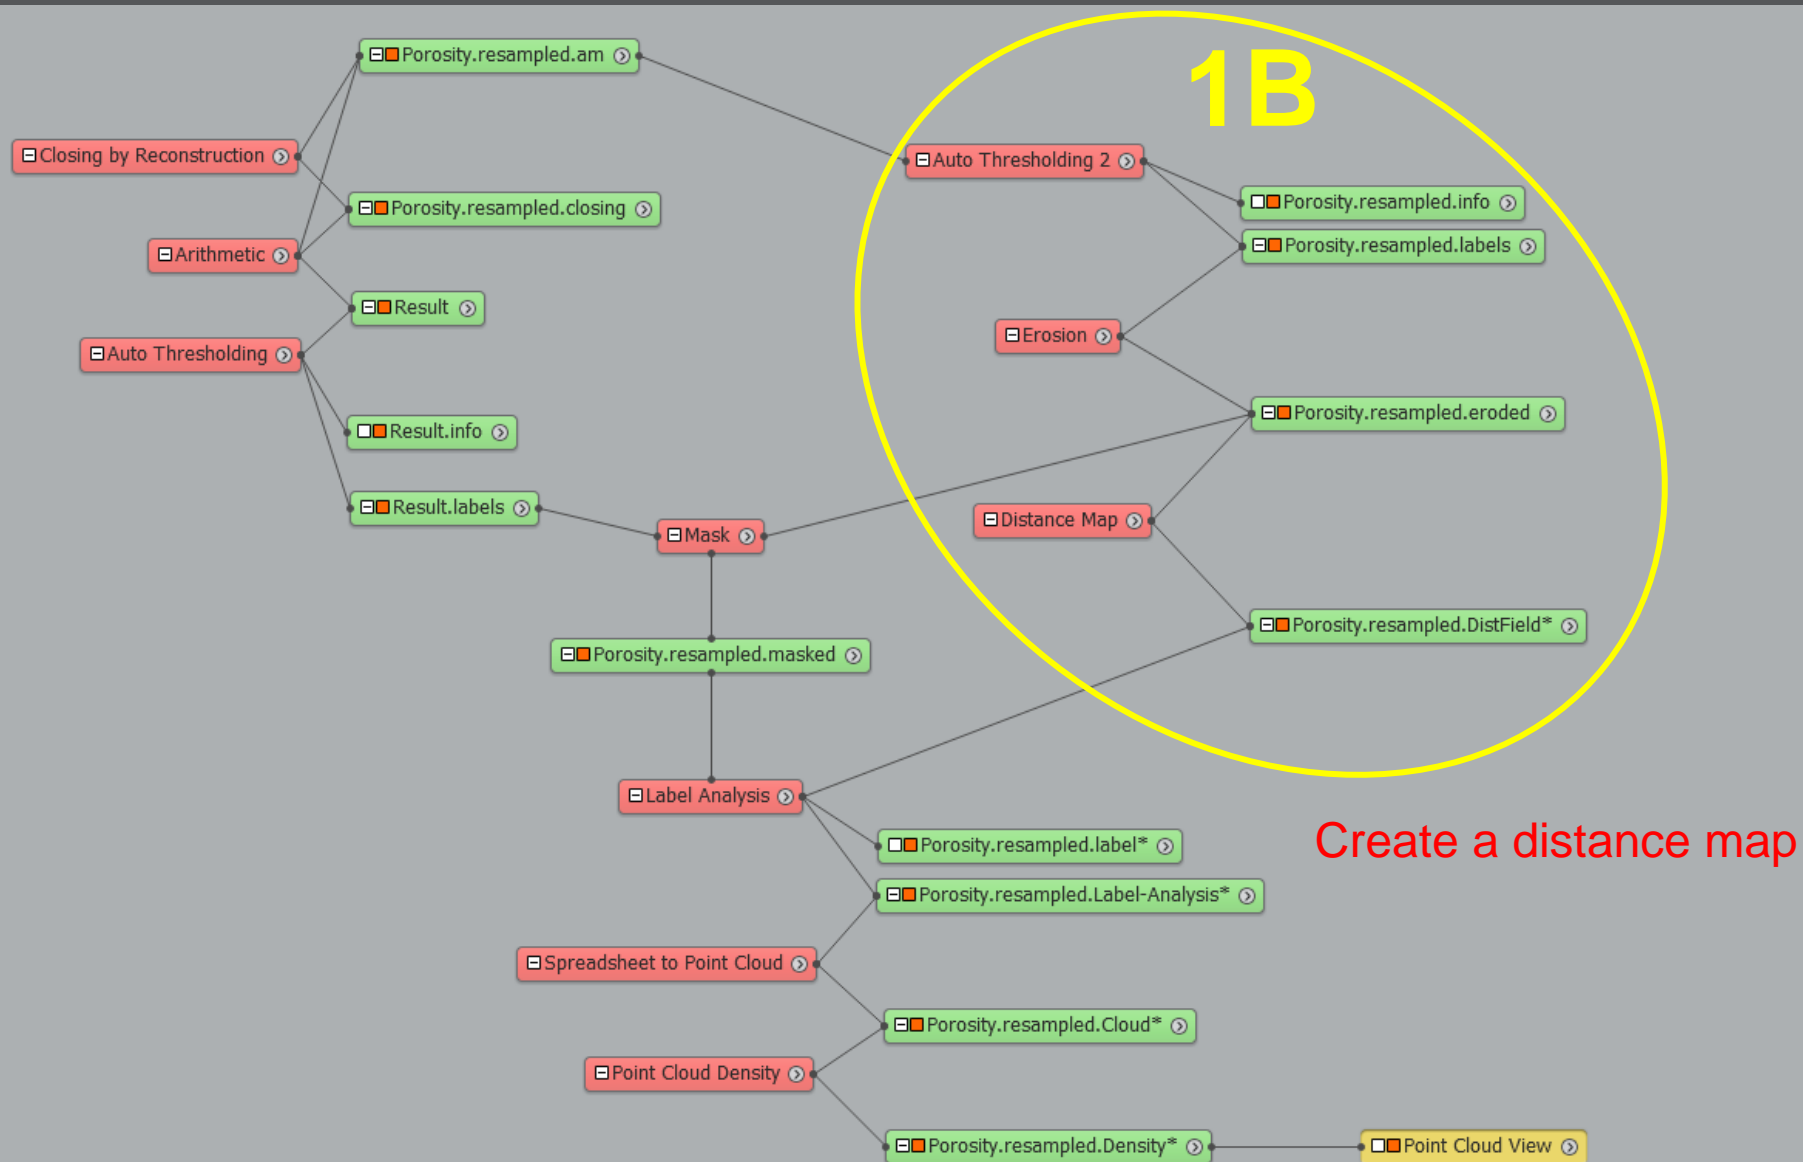 Porosity.resampled.am
1B
Closing by Reconstruction
Auto Thresholding 2
Porosity.resampled.closing
Porosity.resampled.info
Arithmetic
Porosity.resampled.labels
Result
Erosion
Auto Thresholding
Result.info
Porosity.resampled.eroded
Result.labels
Mask
Distance Map
Porosity.resampled.masked
Porosity.resampled.DistField*
Label Analysis
Porosity.resampled.label*
Create a distance map
Porosity.resampled.Label-Analysis*
Spreadsheet to Point Cloud
Porosity.resampled.Cloud*
Point Cloud Density
Porosity.resampled.Density*
Point Cloud View